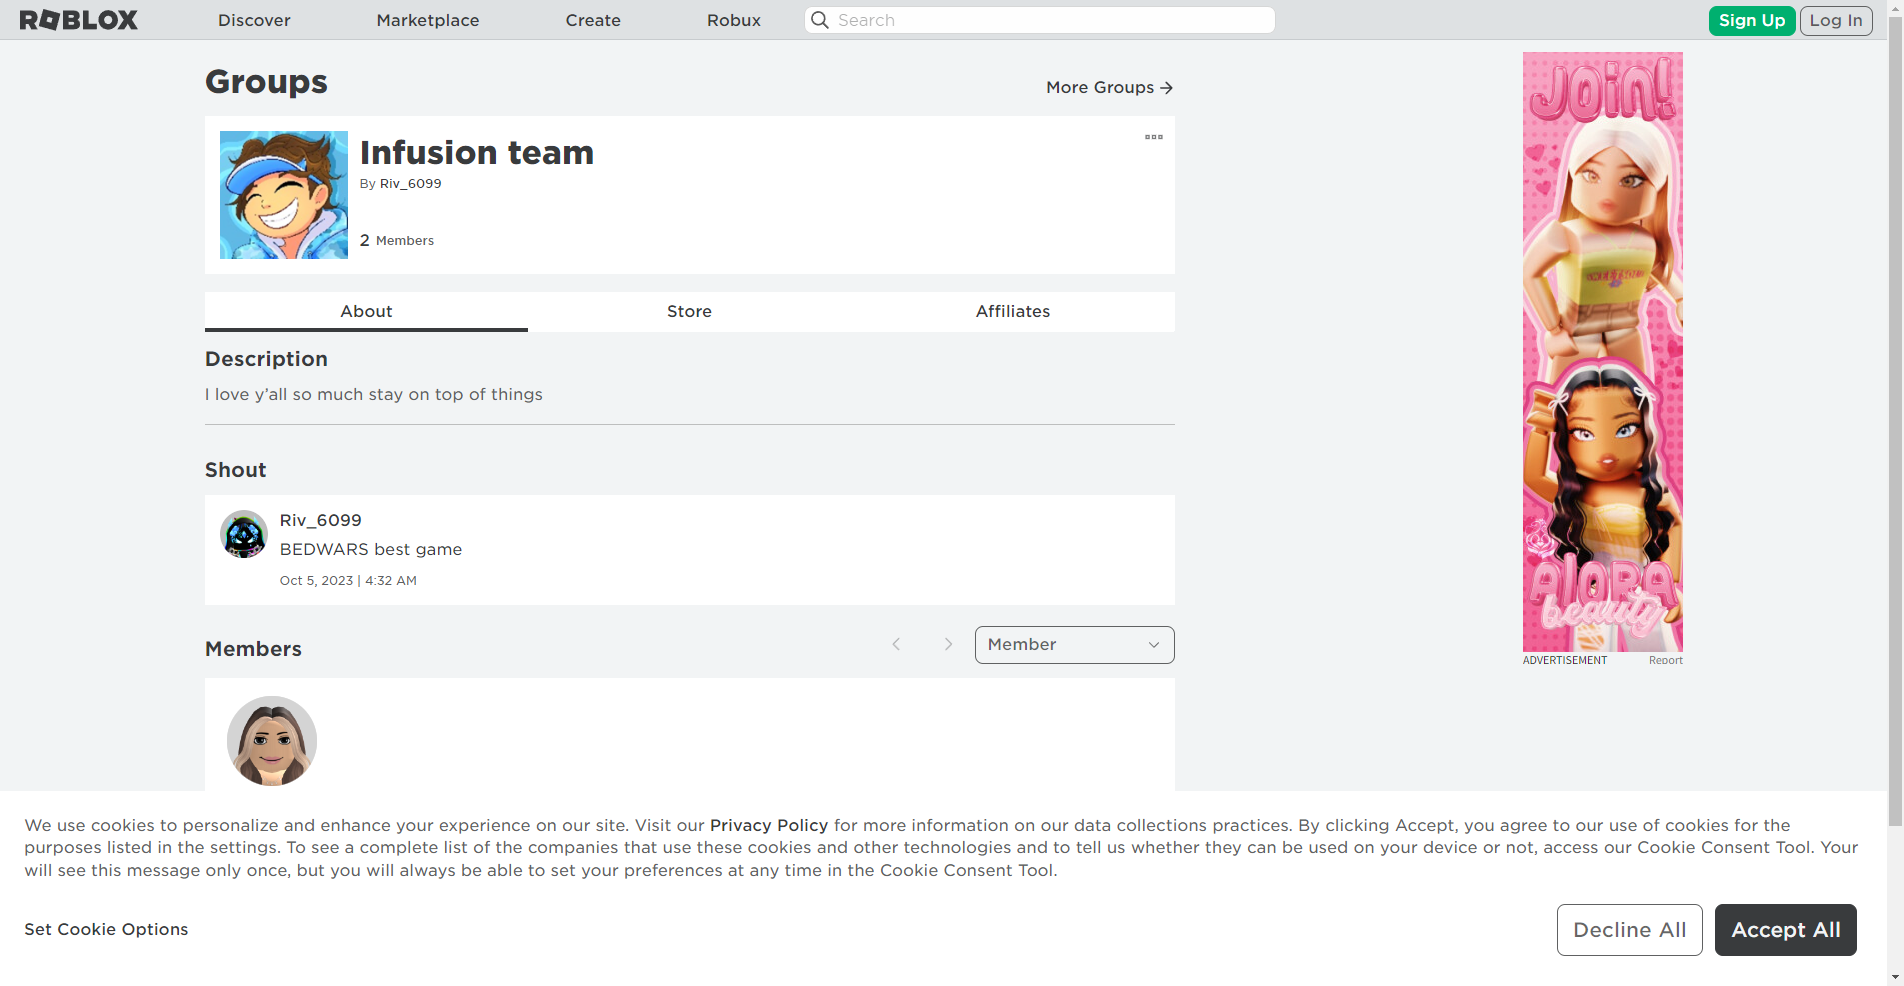 ROBLOX
Discover
Marketplace
Create
Robux
Search
Sign Up
Log In
Groups
More Groups
Infusion team
By Riv_6099
2 Members
About
Store
Affiliates
Description
I love y’all so much stay on top of things
Shout
Riv_6099
BEDWARS best game
Oct 5, 2023 | 4:32 AM
Members
Member
JOIN!
SWEETSOUL
AlORA
beauty
ADVERTISEMENT
Report
We use cookies to personalize and enhance your experience on our site. Visit our Privacy Policy for more information on our data collections practices. By clicking Accept, you agree to our use of cookies for the
purposes listed in the settings. To see a complete list of the companies that use these cookies and other technologies and to tell us whether they can be used on your device or not, access our Cookie Consent Tool. Your
will see this message only once, but you will always be able to set your preferences at any time in the Cookie Consent Tool.
Set Cookie Options
Decline All
Accept All